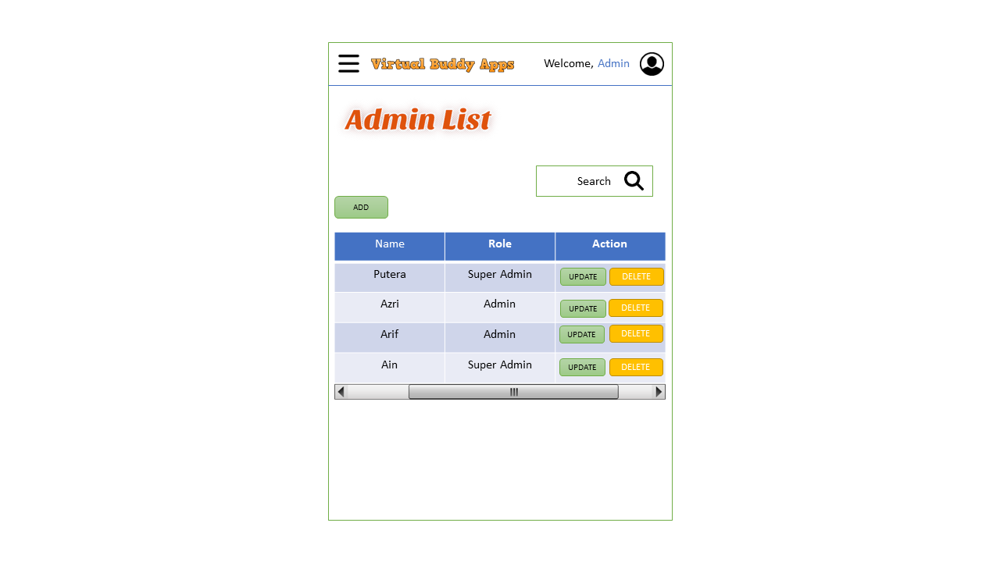 Virtual Buddy Apps Welcome, Admin
Admin List
Search
ADD
Name Role Action
Putera Super Admin UPDATE DELETE
Azri Admin UPDATE DELETE
Arif Admin UPDATE DELETE
Ain Super Admin UPDATE DELETE